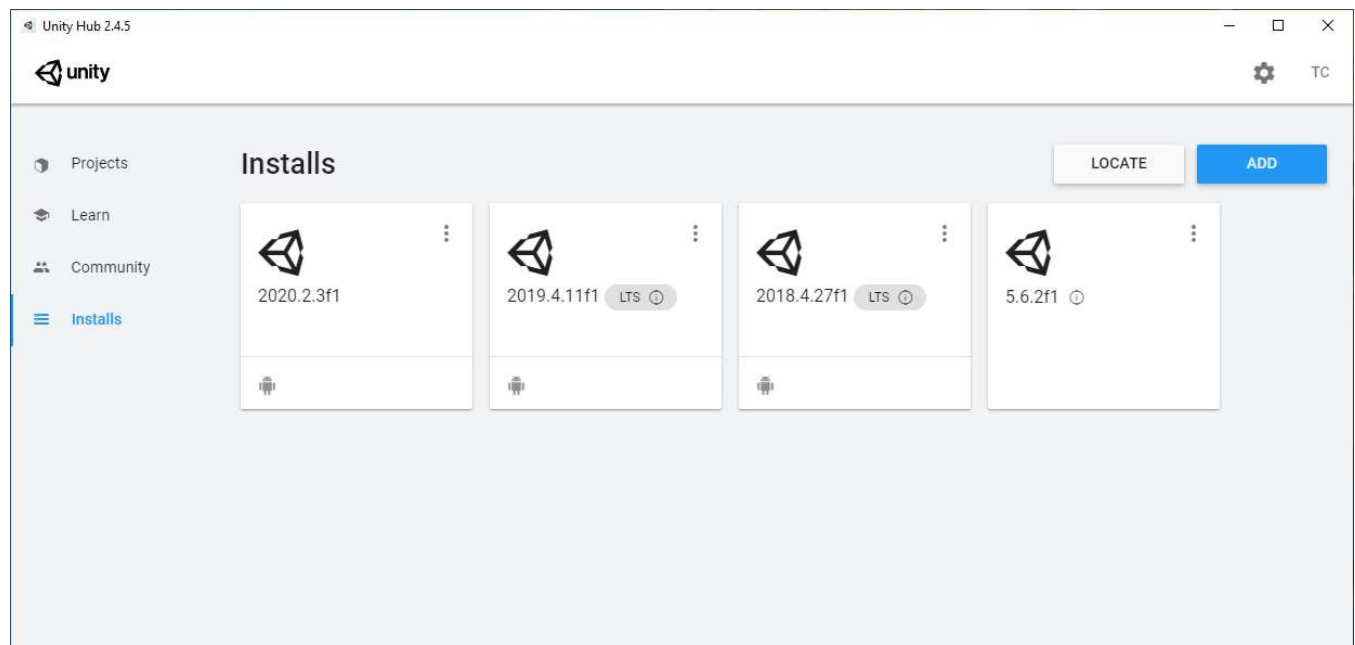 Unity Hub 2.4.5
unity
TC
Projects
Learn
Community
Installs
Installs
LOCATE
ADD
2020.2.3f1
2019.4.11f1 LTS
2018.4.27f1 LTS
5.6.2f1